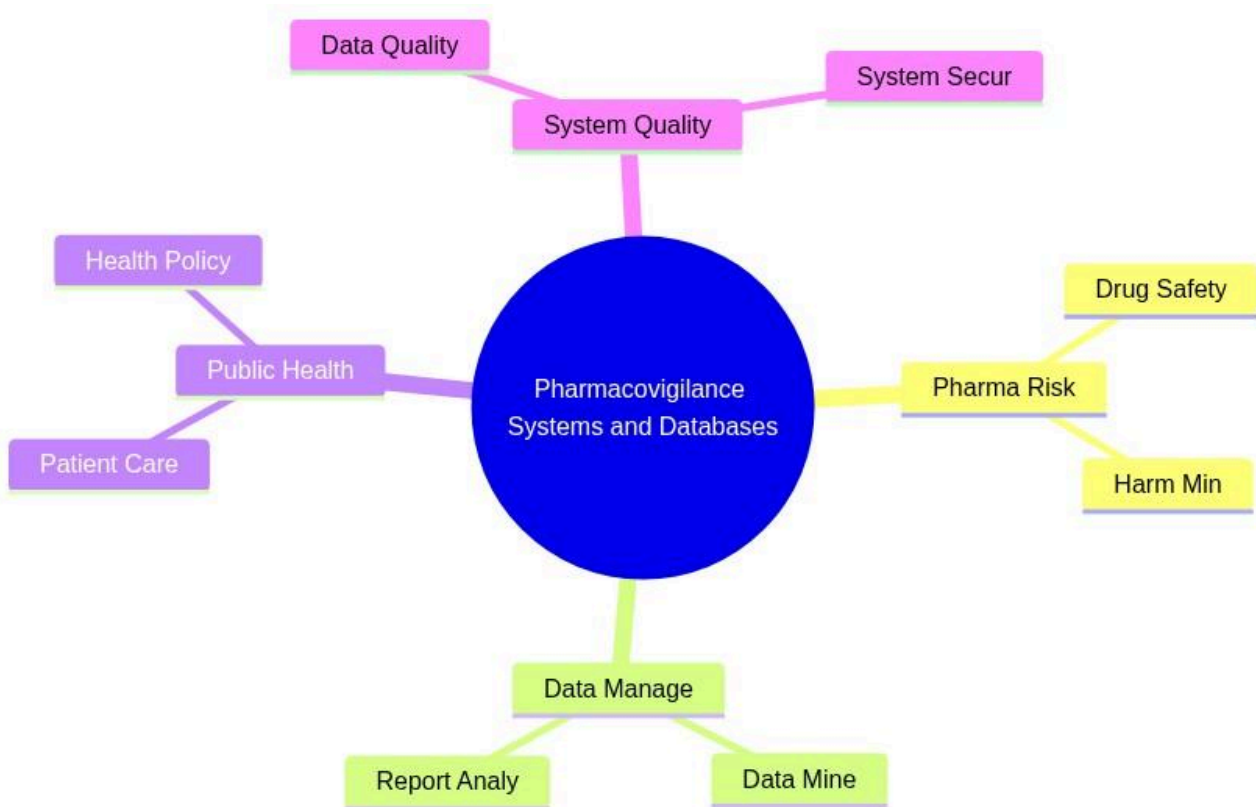 Data Quality
System Secur
System Quality
Health Policy
Drug Safety
Public Health
Pharma Risk
Pharmacovigilance
Systems and Databases
Patient Care
Harm Min
Data Manage
Report Analy
Data Mine